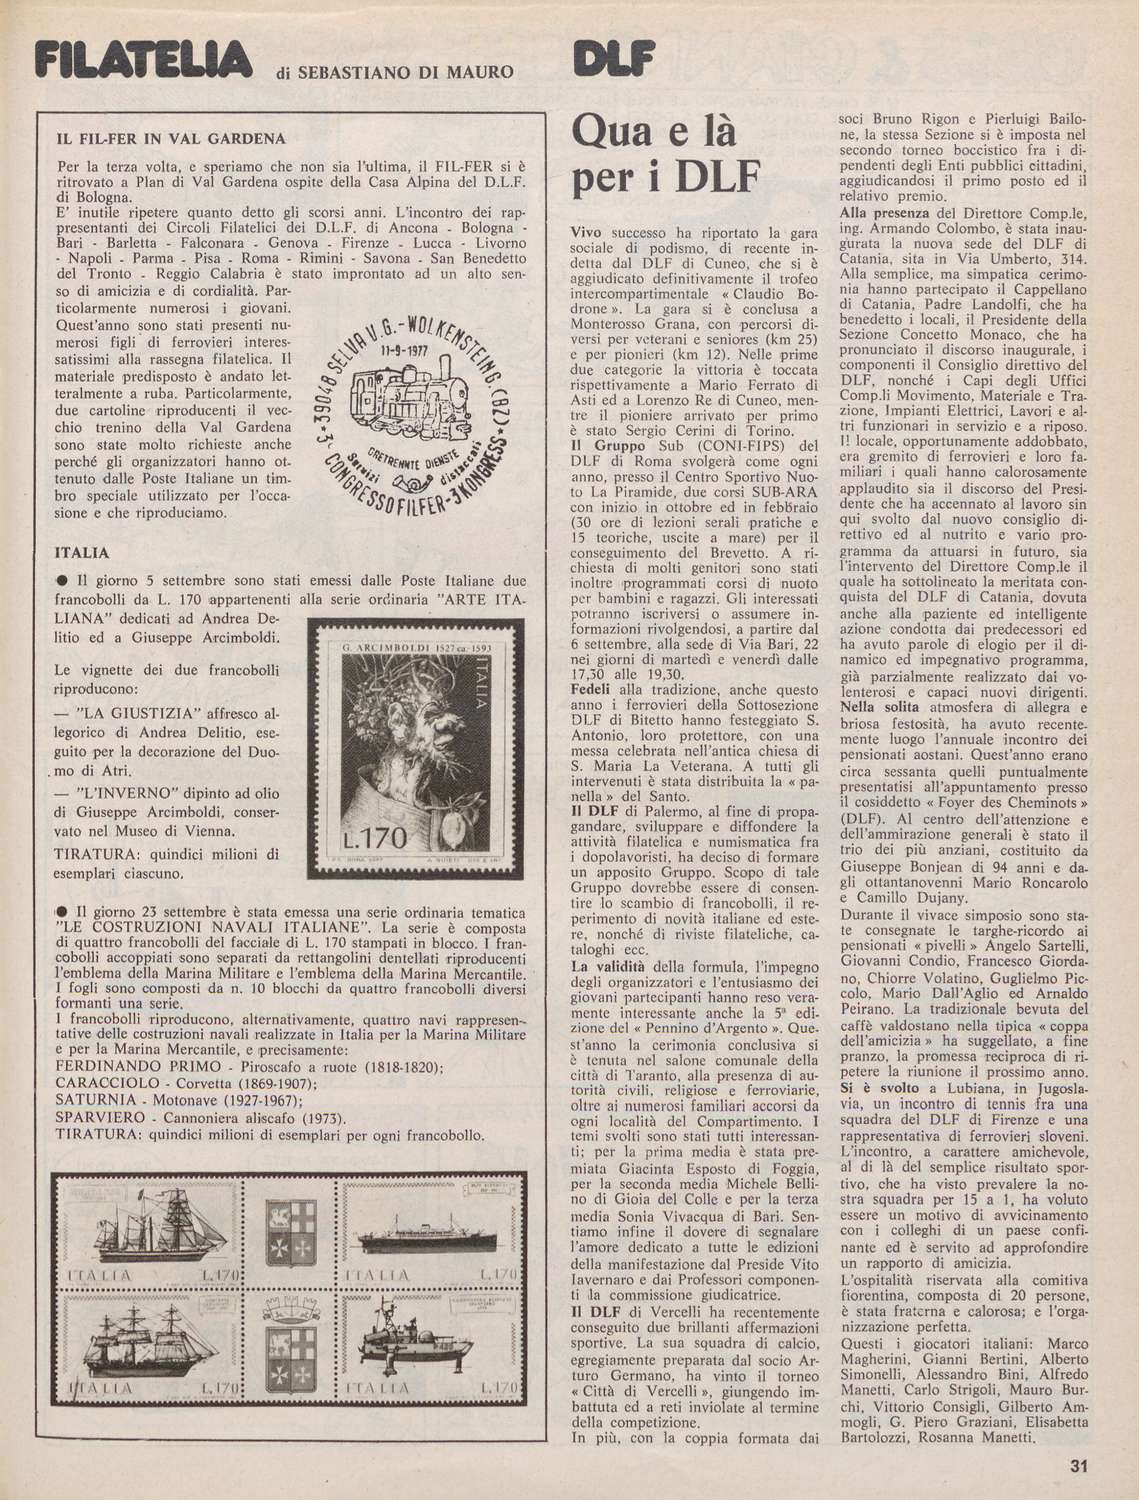 FILATELIA di SEBASTIANO DI MAURO
IL FIL-FER IN VAL GARDENA
Per la terza volta, e speriamo che non sia l'ultima, il FIL-FER si è
ritrovato a Plan di Val Gardena ospite della Casa Alpina del D.L.F.
di Bologna.
E' inutile ripetere quanto detto gli scorsi anni. L'incontro dei rap-
presentanti dei Circoli Filatelici dei D.L.F. di Ancona - Bologna -
Bari - Barletta - Falconara - Genova - Firenze - Lucca - Livorno
- Napoli - Parma - Pisa - Roma - Rimini - Savona - San Benedetto
del Tronto - Reggio Calabria è stato improntato ad un alto sen-
so di amicizia e di cordialità. Par-
ticolarmente numerosi i giovani.
Quest'anno sono stati presenti nu-
merosi figli di ferrovieri interes-
satissimi alla rassegna filatelica. Il
materiale predisposto è andato let-
teralmente a ruba. Particolarmente,
due cartoline riproducenti il vec-
chio trenino della Val Gardena
sono state molto richieste anche
perché gli organizzatori hanno ot-
tenuto dalle Poste Italiane un tim-
bro speciale utilizzato per l'occa-
sione e che riproduciamo.
39048 SELVA V.G.-WOLKENSTEING.(BZ)
11-9-1977
GRETRENNTE DIENSTE
Servizi distaccati
3-CONGRESSO FILFER-3 KONGRESS
ITALIA
● Il giorno 5 settembre sono stati emessi dalle Poste Italiane due
francobolli da L. 170 appartenenti alla serie ordinaria "ARTE ITA-
LIANA" dedicati ad Andrea De-
litio ed a Giuseppe Arcimboldi.
Le vignette dei due francobolli
riproducono:
— "LA GIUSTIZIA" affresco al-
legorico di Andrea Delitio, ese-
guito per la decorazione del Duo-
mo di Atri.
— "L'INVERNO" dipinto ad olio
di Giuseppe Arcimboldi, conser-
vato nel Museo di Vienna.
TIRATURA: quindici milioni di
esemplari ciascuno.
G. ARCIMBOLDI 1527 ca.-1593
ITALIA
L.170
● Il giorno 23 settembre è stata emessa una serie ordinaria tematica
"LE COSTRUZIONI NAVALI ITALIANE". La serie è composta
di quattro francobolli del facciale di L. 170 stampati in blocco. I fran-
cobolli accoppiati sono separati da rettangolini dentellati riproducenti
l'emblema della Marina Militare e l'emblema della Marina Mercantile.
I fogli sono composti da n. 10 blocchi da quattro francobolli diversi
formanti una serie.
I francobolli riproducono, alternativamente, quattro navi rappresen-
tative delle costruzioni navali realizzate in Italia per la Marina Militare
e per la Marina Mercantile, e precisamente:
FERDINANDO PRIMO - Piroscafo a ruote (1818-1820);
CARACCIOLO - Corvetta (1869-1907);
SATURNIA - Motonave (1927-1967);
SPARVIERO - Cannoniera aliscafo (1973).
TIRATURA: quindici milioni di esemplari per ogni francobollo.
ITALIA L.170
ITALIA L.170
ITALIA L.170
ITALIA L.170
DLF
Qua e là
per i DLF
Vivo successo ha riportato la gara
sociale di podismo, di recente in-
detta dal DLF di Cuneo, che si è
aggiudicato definitivamente il trofeo
intercompartimentale « Claudio Bo-
drone ». La gara si è conclusa a
Monterosso Grana, con percorsi di-
versi per veterani e seniores (km 25)
e per pionieri (km 12). Nelle prime
due categorie la vittoria è toccata
rispettivamente a Mario Ferrato di
Asti ed a Lorenzo Re di Cuneo, men-
tre il pioniere arrivato per primo
è stato Sergio Cerini di Torino.
Il Gruppo Sub (CONI-FIPS) del
DLF di Roma svolgerà come ogni
anno, presso il Centro Sportivo Nuo-
to La Piramide, due corsi SUB-ARA
con inizio in ottobre ed in febbraio
(30 ore di lezioni serali pratiche e
15 teoriche, uscite a mare) per il
conseguimento del Brevetto. A ri-
chiesta di molti genitori sono stati
inoltre programmati corsi di nuoto
per bambini e ragazzi. Gli interessati
potranno iscriversi o assumere in-
formazioni rivolgendosi, a partire dal
6 settembre, alla sede di Via Bari, 22
nei giorni di martedì e venerdì dalle
17,30 alle 19,30.
Fedeli alla tradizione, anche questo
anno i ferrovieri della Sottosezione
DLF di Bitetto hanno festeggiato S.
Antonio, loro protettore, con una
messa celebrata nell'antica chiesa di
S. Maria La Veterana. A tutti gli
intervenuti è stata distribuita la « pa-
nella » del Santo.
Il DLF di Palermo, al fine di propa-
gandare, sviluppare e diffondere la
attività filatelica e numismatica fra
i dopolavoristi, ha deciso di formare
un apposito Gruppo. Scopo di tale
Gruppo dovrebbe essere di consen-
tire lo scambio di francobolli, il re-
perimento di novità italiane ed este-
re, nonché di riviste filateliche, ca-
taloghi ecc.
La validità della formula, l'impegno
degli organizzatori e l'entusiasmo dei
giovani partecipanti hanno reso vera-
mente interessante anche la 5ª edi-
zione del « Pennino d'Argento ». Que-
st'anno la cerimonia conclusiva si
è tenuta nel salone comunale della
città di Taranto, alla presenza di au-
torità civili, religiose e ferroviarie,
oltre ai numerosi familiari accorsi da
ogni località del Compartimento. I
temi svolti sono stati tutti interessan-
ti; per la prima media è stata pre-
miata Giacinta Esposto di Foggia,
per la seconda media Michele Belli-
no di Gioia del Colle e per la terza
media Sonia Vivacqua di Bari. Sen-
tiamo infine il dovere di segnalare
l'amore dedicato a tutte le edizioni
della manifestazione dal Preside Vito
Iavernaro e dai Professori componen-
ti la commissione giudicatrice.
Il DLF di Vercelli ha recentemente
conseguito due brillanti affermazioni
sportive. La sua squadra di calcio,
egregiamente preparata dal socio Ar-
turo Germano, ha vinto il torneo
« Città di Vercelli », giungendo im-
battuta ed a reti inviolate al termine
della competizione.
In più, con la coppia formata dai
soci Bruno Rigon e Pierluigi Bailo-
ne, la stessa Sezione si è imposta nel
secondo torneo boccistico fra i di-
pendenti degli Enti pubblici cittadini,
aggiudicandosi il primo posto ed il
relativo premio.
Alla presenza del Direttore Comp.le,
ing. Armando Colombo, è stata inau-
gurata la nuova sede del DLF di
Catania, sita in Via Umberto, 314.
Alla semplice, ma simpatica cerimo-
nia hanno partecipato il Cappellano
di Catania, Padre Landolfi, che ha
benedetto i locali, il Presidente della
Sezione Concetto Monaco, che ha
pronunciato il discorso inaugurale, i
componenti il Consiglio direttivo del
DLF, nonché i Capi degli Uffici
Comp.li Movimento, Materiale e Tra-
zione, Impianti Elettrici, Lavori e al-
tri funzionari in servizio e a riposo.
Il locale, opportunamente addobbato,
era gremito di ferrovieri e loro fa-
miliari i quali hanno calorosamente
applaudito sia il discorso del Presi-
dente che ha accennato al lavoro sin
qui svolto dal nuovo consiglio di-
rettivo ed al nutrito e vario pro-
gramma da attuarsi in futuro, sia
l'intervento del Direttore Comp.le il
quale ha sottolineato la meritata con-
quista del DLF di Catania, dovuta
anche alla paziente ed intelligente
azione condotta dai predecessori ed
ha avuto parole di elogio per il di-
namico ed impegnativo programma,
già parzialmente realizzato dai vo-
lenterosi e capaci nuovi dirigenti.
Nella solita atmosfera di allegra e
briosa festosità, ha avuto recente-
mente luogo l'annuale incontro dei
pensionati aostani. Quest'anno erano
circa sessanta quelli puntualmente
presentatisi all'appuntamento presso
il cosiddetto « Foyer des Cheminots »
(DLF). Al centro dell'attenzione e
dell'ammirazione generali è stato il
trio dei più anziani, costituito da
Giuseppe Bonjean di 94 anni e da-
gli ottantanovenni Mario Roncarolo
e Camillo Dujany.
Durante il vivace simposio sono sta-
te consegnate le targhe-ricordo ai
pensionati « pivelli » Angelo Sartelli,
Giovanni Condio, Francesco Giorda-
no, Chiorre Volatino, Guglielmo Pic-
colo, Mario Dall'Aglio ed Arnaldo
Peirano. La tradizionale bevuta del
caffè valdostano nella tipica « coppa
dell'amicizia » ha suggellato, a fine
pranzo, la promessa reciproca di ri-
petere la riunione il prossimo anno.
Si è svolto a Lubiana, in Jugosla-
via, un incontro di tennis fra una
squadra del DLF di Firenze e una
rappresentativa di ferrovieri sloveni.
L'incontro, a carattere amichevole,
al di là del semplice risultato spor-
tivo, che ha visto prevalere la no-
stra squadra per 15 a 1, ha voluto
essere un motivo di avvicinamento
con i colleghi di un paese confi-
nante ed è servito ad approfondire
un rapporto di amicizia.
L'ospitalità riservata alla comitiva
fiorentina, composta di 20 persone,
è stata fraterna e calorosa; e l'orga-
nizzazione perfetta.
Questi i giocatori italiani: Marco
Magherini, Gianni Bertini, Alberto
Simonelli, Alessandro Bini, Alfredo
Manetti, Carlo Strigoli, Mauro Bur-
chi, Vittorio Consigli, Gilberto Am-
mogli, G. Piero Graziani, Elisabetta
Bartolozzi, Rosanna Manetti.
31